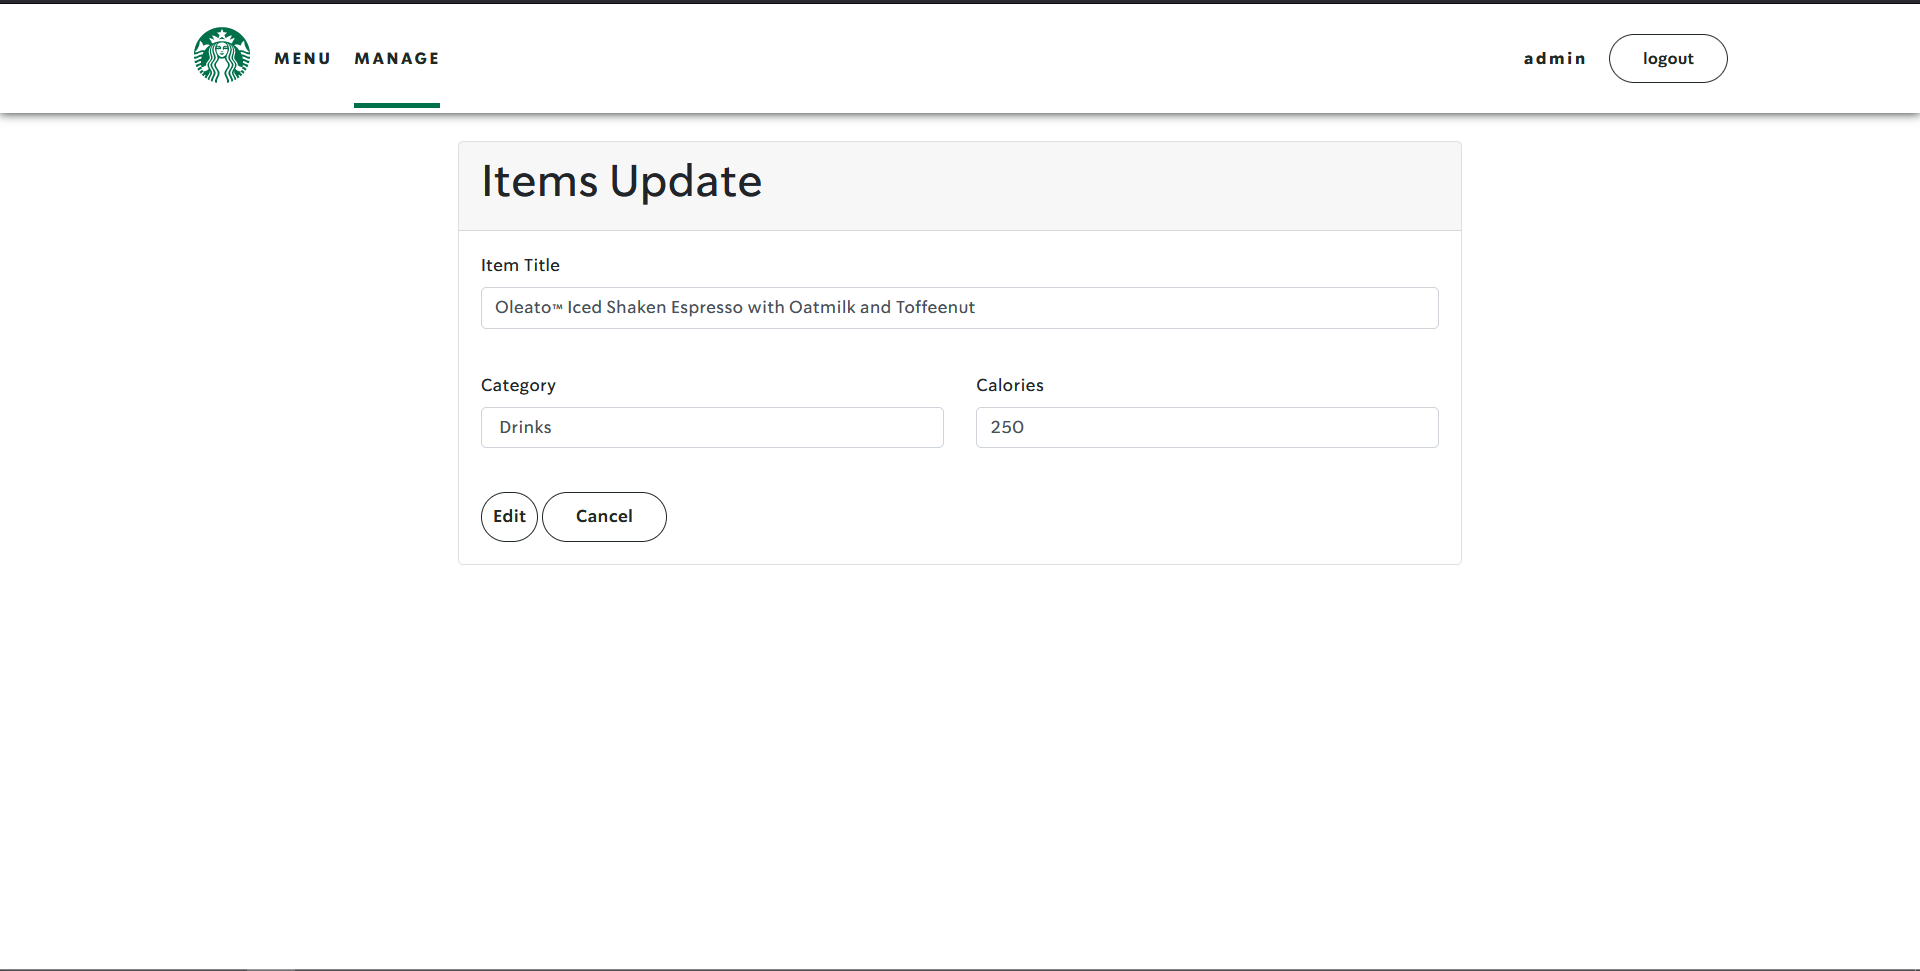 MENU MANAGE admin logout
Items Update
Item Title
Oleato™ Iced Shaken Espresso with Oatmilk and Toffeenut
Category Calories
Drinks 250
Edit Cancel